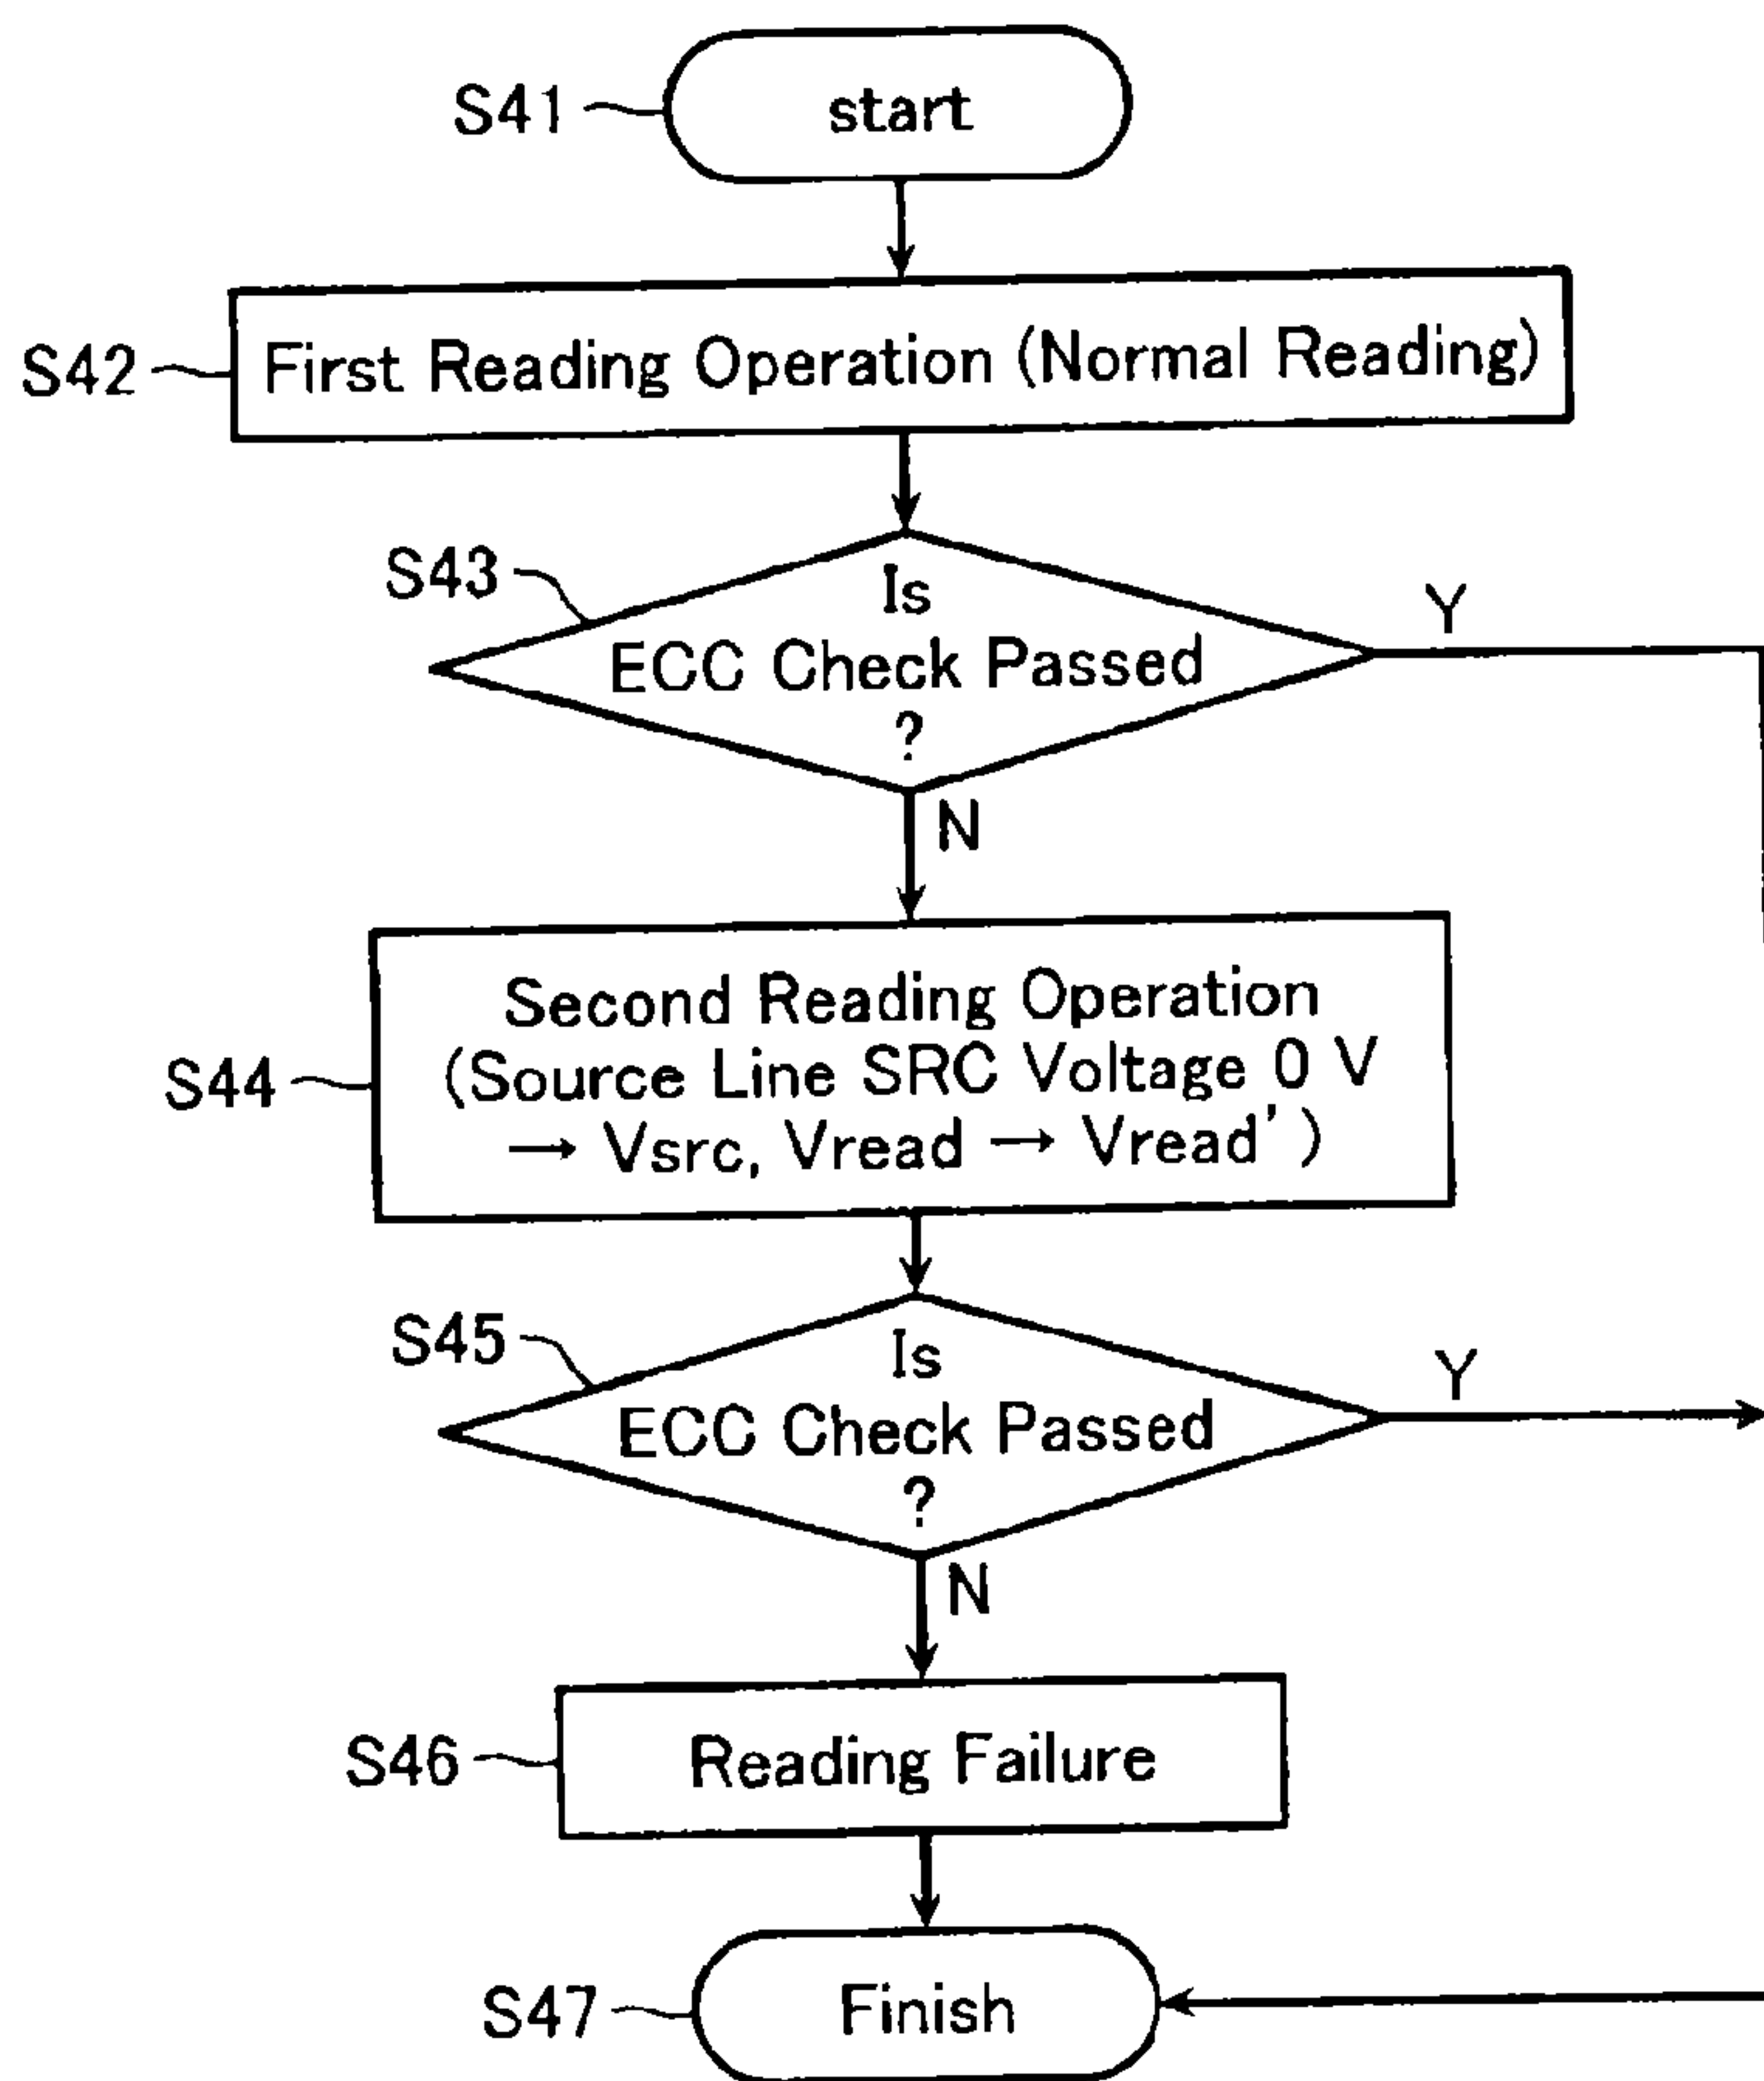 S41
start
S42
First Reading Operation (Normal Reading)
S43
Is
ECC Check Passed
?
Y
N
S44
Second Reading Operation
(Source Line SRC Voltage 0 V
→ Vsrc, Vread → Vread')
S45
Is
ECC Check Passed
?
Y
N
S46
Reading Failure
S47
Finish